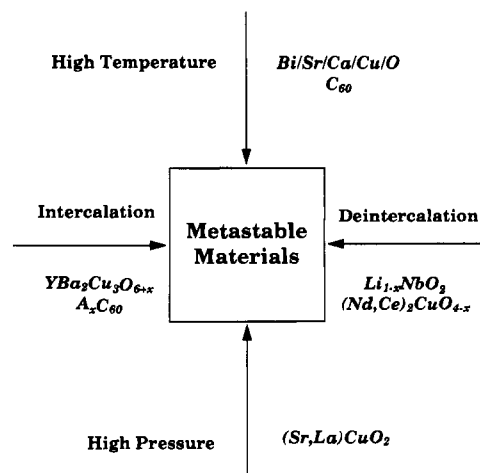 High Temperature
Bi/Sr/Ca/Cu/O
C₆₀
Intercalation
Metastable
Materials
Deintercalation
YBa₂Cu₃O₆₊ₓ
AₓC₆₀
Li₁₋ₓNbO₂
(Nd,Ce)₂CuO₄₋ₓ
High Pressure
(Sr,La)CuO₂